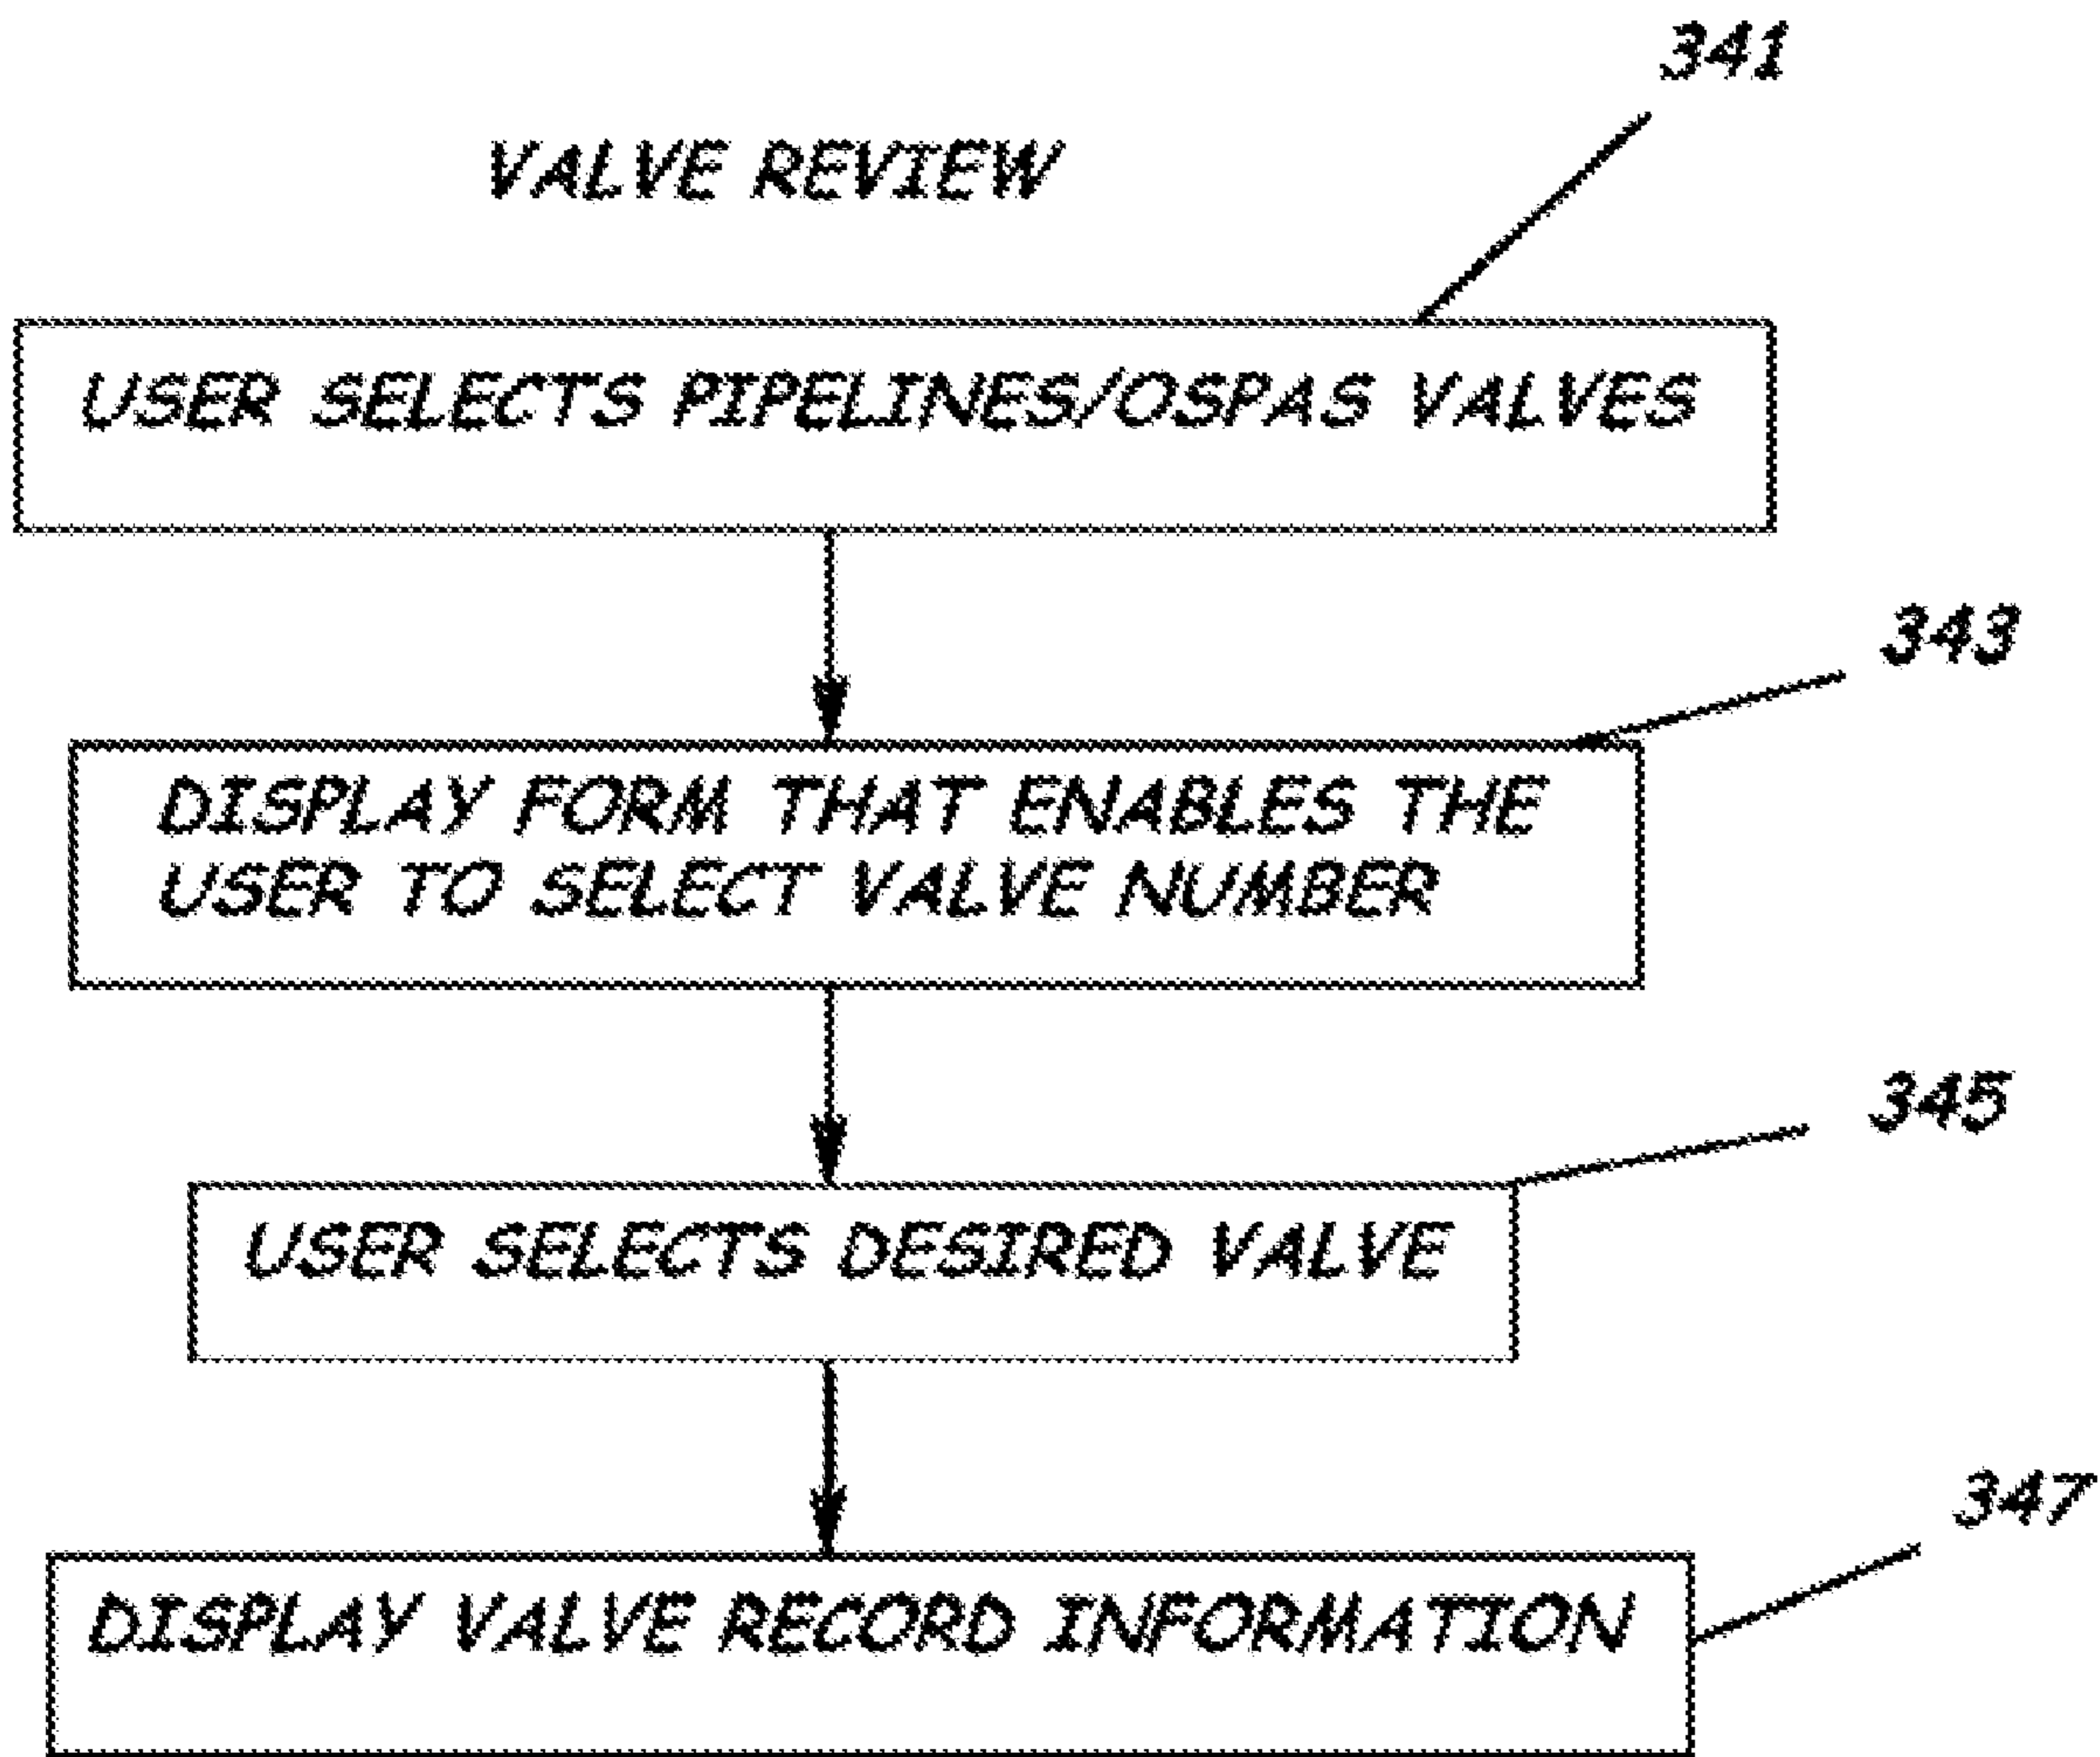 341
VALVE REVIEW
USER SELECTS PIPELINES/OSPAS VALVES
343
DISPLAY FORM THAT ENABLES THE
USER TO SELECT VALVE NUMBER
345
USER SELECTS DESIRED VALVE
347
DISPLAY VALVE RECORD INFORMATION